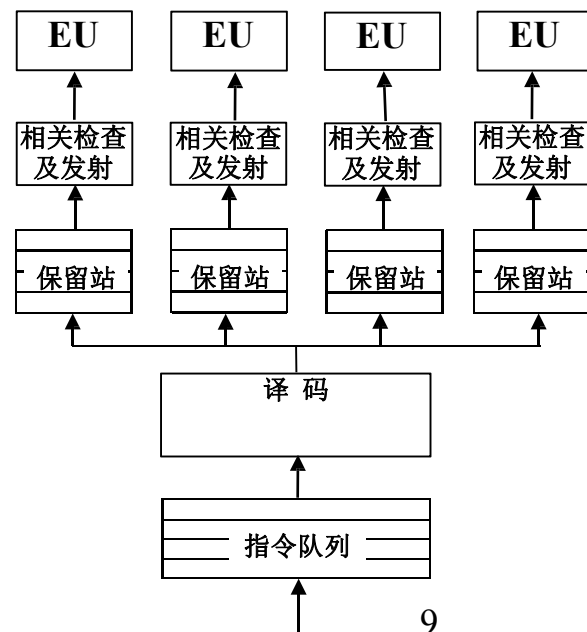 EU EU EU EU
相关检查 相关检查 相关检查 相关检查
及发射 及发射 及发射 及发射
保留站 保留站 保留站 保留站
译 码
指令队列
9